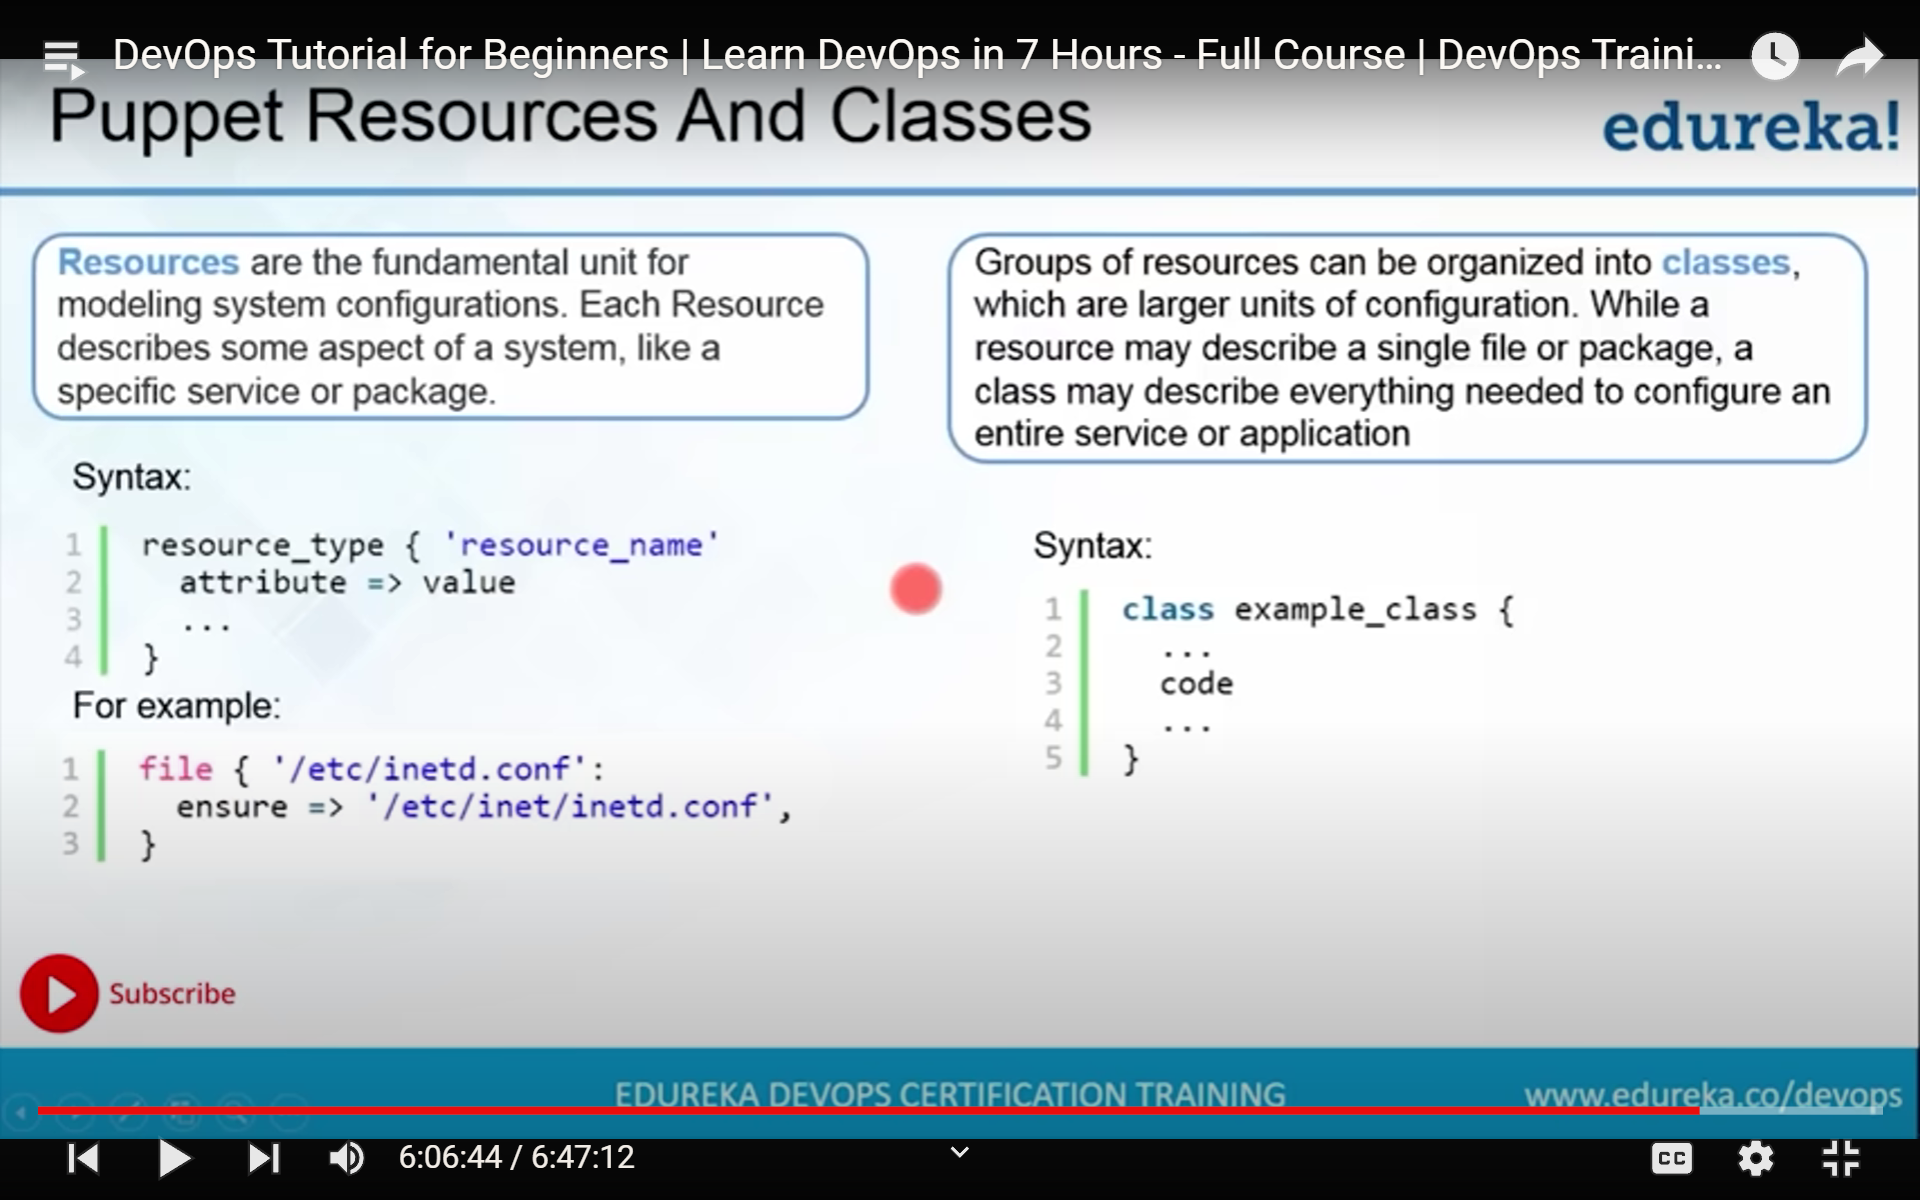 DevOps Tutorial for Beginners | Learn DevOps in 7 Hours - Full Course | DevOps Traini...
Puppet Resources And Classes
edureka!
Resources are the fundamental unit for
modeling system configurations. Each Resource
describes some aspect of a system, like a
specific service or package.
Syntax:
1 resource_type { 'resource_name'
2 attribute => value
3 ...
4 }
For example:
1 file { '/etc/inetd.conf':
2 ensure => '/etc/inet/inetd.conf',
3 }
Groups of resources can be organized into classes,
which are larger units of configuration. While a
resource may describe a single file or package, a
class may describe everything needed to configure an
entire service or application
Syntax:
1 class example_class {
2 ...
3 code
4 ...
5 }
Subscribe
EDUREKA DEVOPS CERTIFICATION TRAINING
www.edureka.co/devops
6:06:44 / 6:47:12
CC